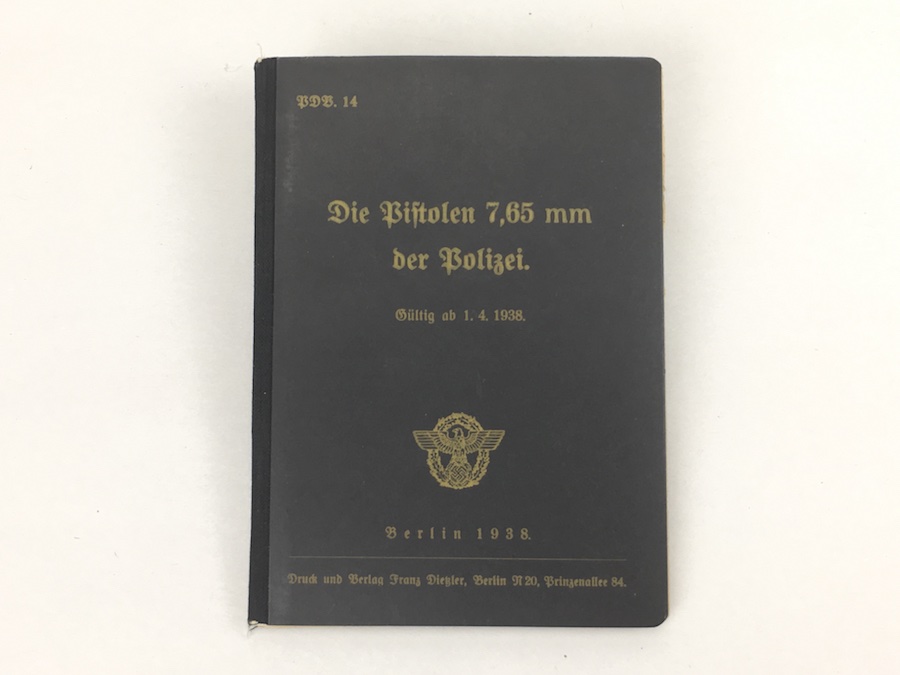 PDV. 14
Die Pistolen 7,65 mm
der Polizei.
Gültig ab 1. 4. 1938.
Berlin 1938.
Druck und Verlag Franz Dietzler, Berlin N 20, Prinzenallee 84.